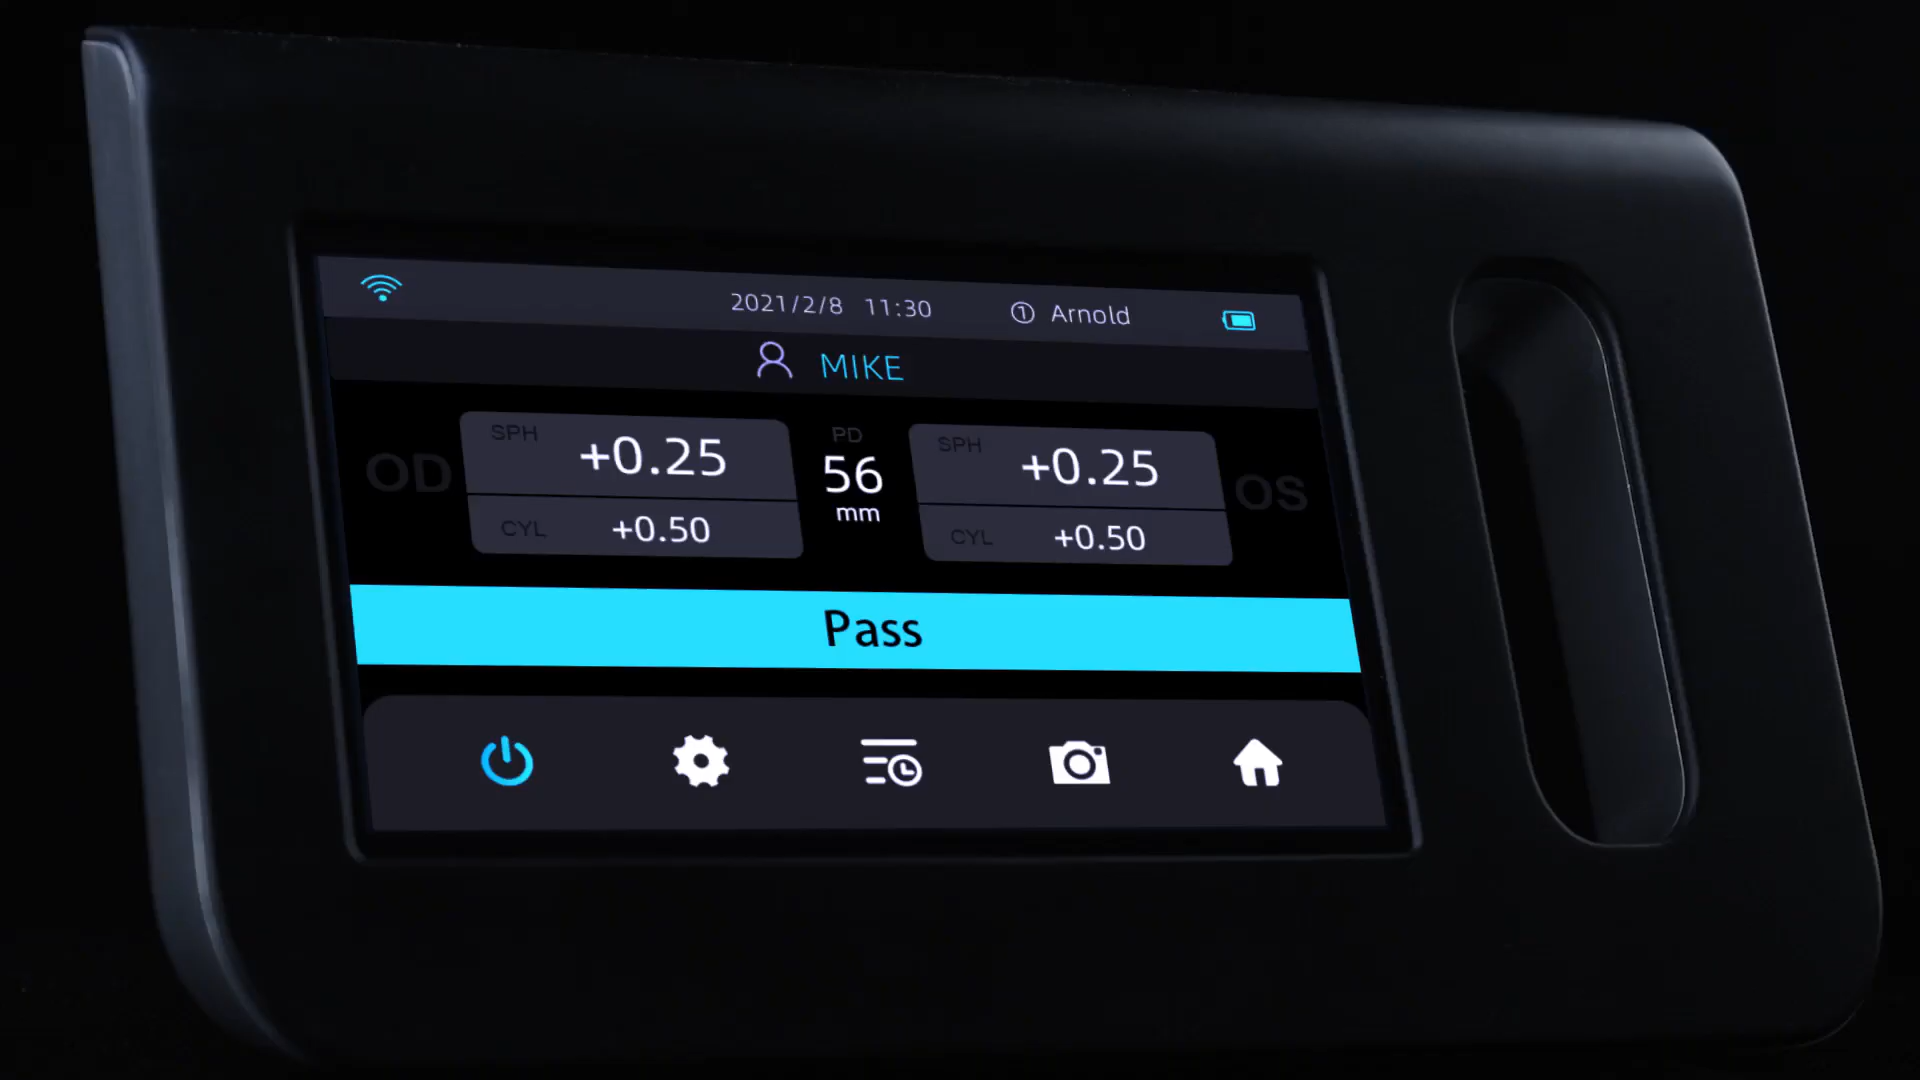 2021/2/8 11:30 ① Arnold
MIKE
OD
SPH +0.25
CYL +0.50
PD
56
mm
SPH +0.25
CYL +0.50
OS
Pass